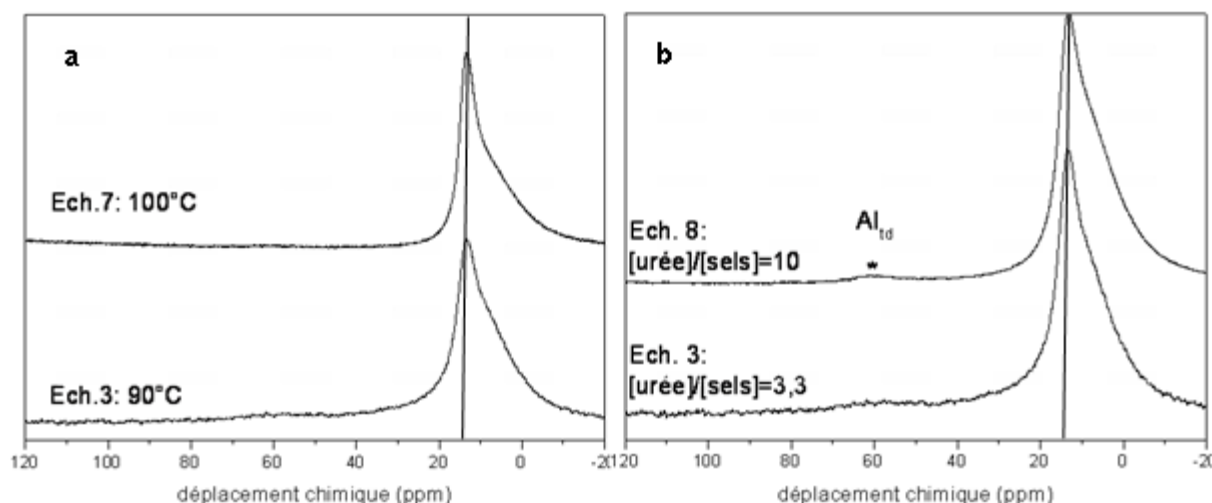 a
Ech.7: 100°C
Ech.3: 90°C
120 100 80 60 40 20 0 -20
déplacement chimique (ppm)
b
Al_td
*
Ech. 8:
[urée]/[sels]=10
Ech. 3:
[urée]/[sels]=3,3
120 100 80 60 40 20 0 -20
déplacement chimique (ppm)